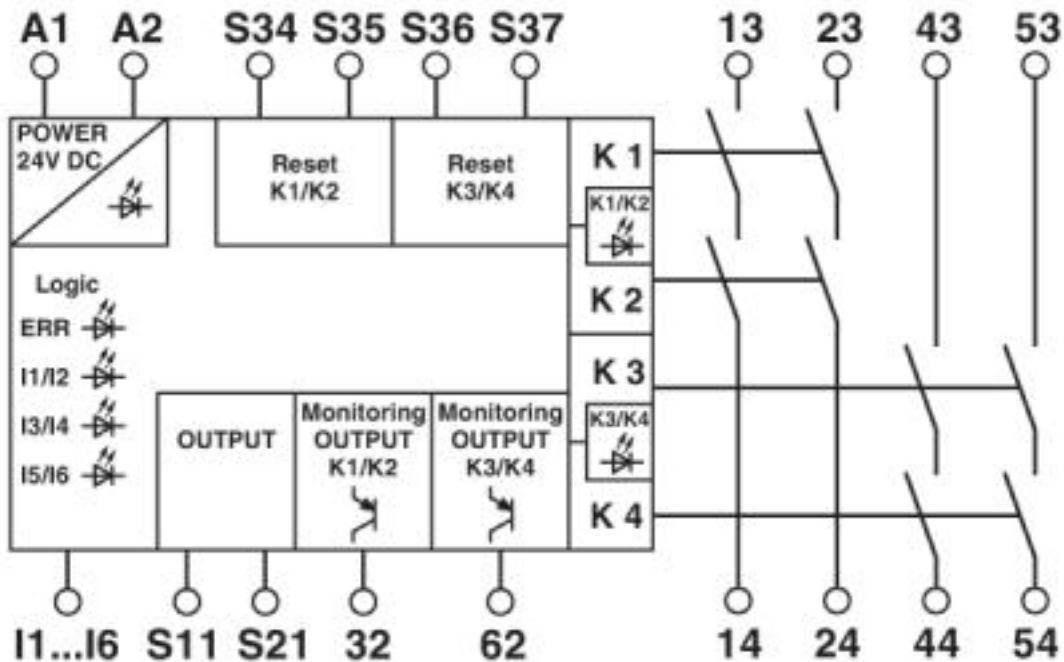 A1 A2 S34 S35 S36 S37 13 23 43 53
POWER
24V DC
Reset
K1/K2
Reset
K3/K4
K 1
K1/K2
K 2
Logic
ERR
I1/I2
I3/I4
I5/I6
OUTPUT
Monitoring
OUTPUT
K1/K2
Monitoring
OUTPUT
K3/K4
K 3
K3/K4
K 4
I1...I6 S11 S21 32 62 14 24 44 54